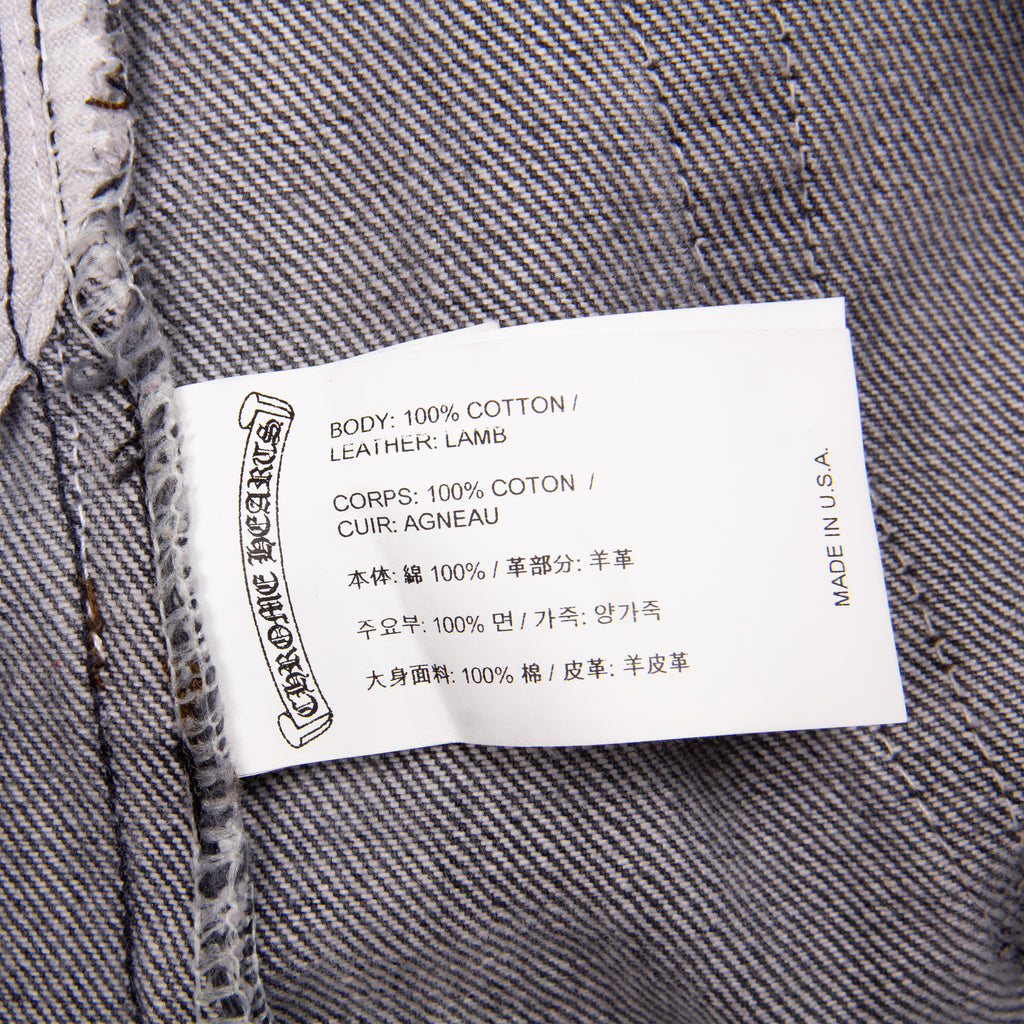 CHROME HEARTS
BODY: 100% COTTON /
LEATHER: LAMB
CORPS: 100% COTON /
CUIR: AGNEAU
本体: 綿 100% / 革部分: 羊革
주요부: 100% 면 / 가죽: 양가죽
大身面料: 100% 棉 / 皮革: 羊皮革
MADE IN U.S.A.